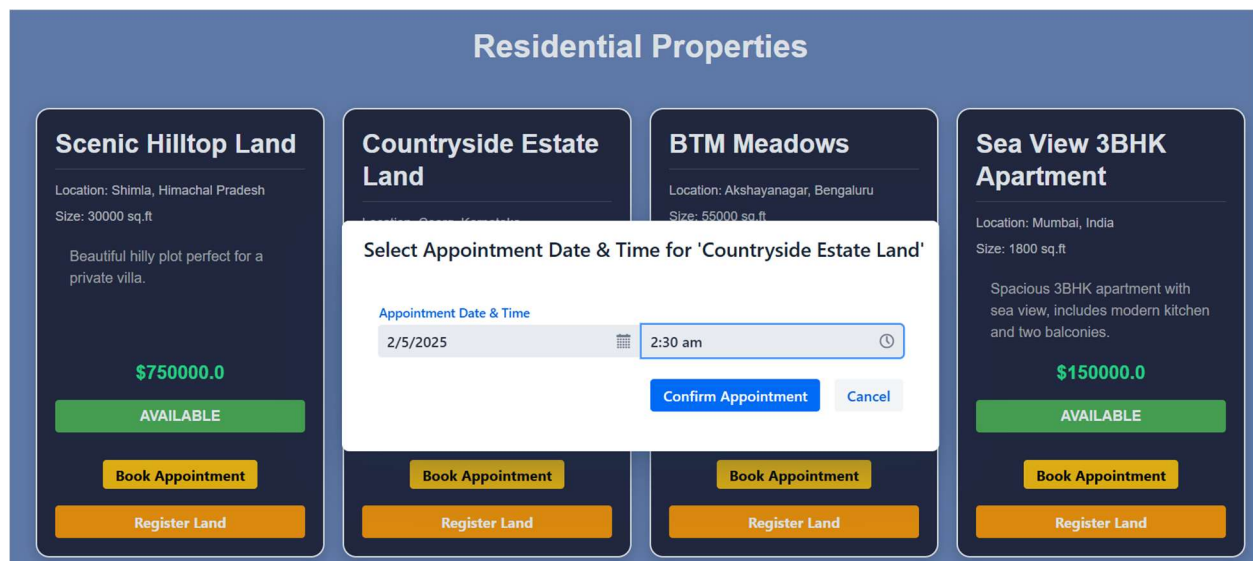 Residential Properties
Scenic Hilltop Land
Location: Shimla, Himachal Pradesh
Size: 30000 sq.ft
Beautiful hilly plot perfect for a
private villa.
$750000.0
AVAILABLE
Book Appointment
Register Land
Countryside Estate
Land
Select Appointment Date & Time for 'Countryside Estate Land'
Appointment Date & Time
2/5/2025
2:30 am
Confirm Appointment
Cancel
Book Appointment
Register Land
BTM Meadows
Location: Akshayanagar, Bengaluru
Size: 55000 sq.ft
Book Appointment
Register Land
Sea View 3BHK
Apartment
Location: Mumbai, India
Size: 1800 sq.ft
Spacious 3BHK apartment with
sea view, includes modern kitchen
and two balconies.
$150000.0
AVAILABLE
Book Appointment
Register Land